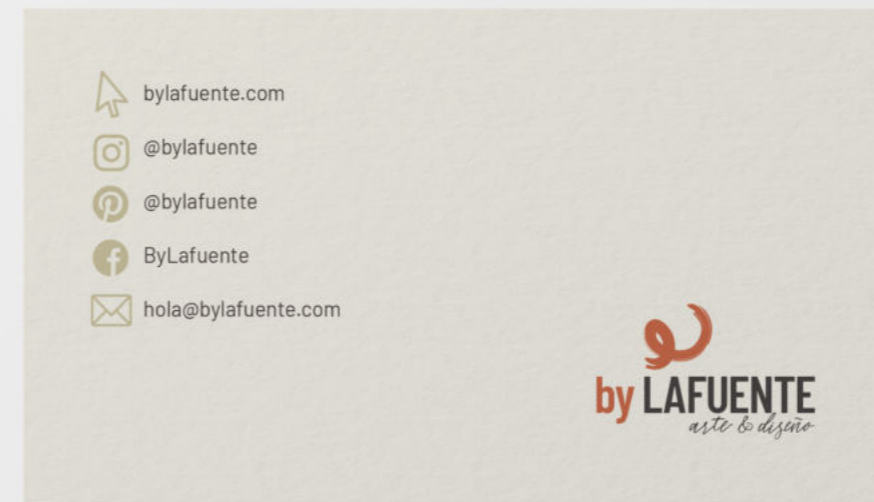 bylafuente.com
@bylafuente
@bylafuente
ByLafuente
hola@bylafuente.com
by LAFUENTE
arte & diseño